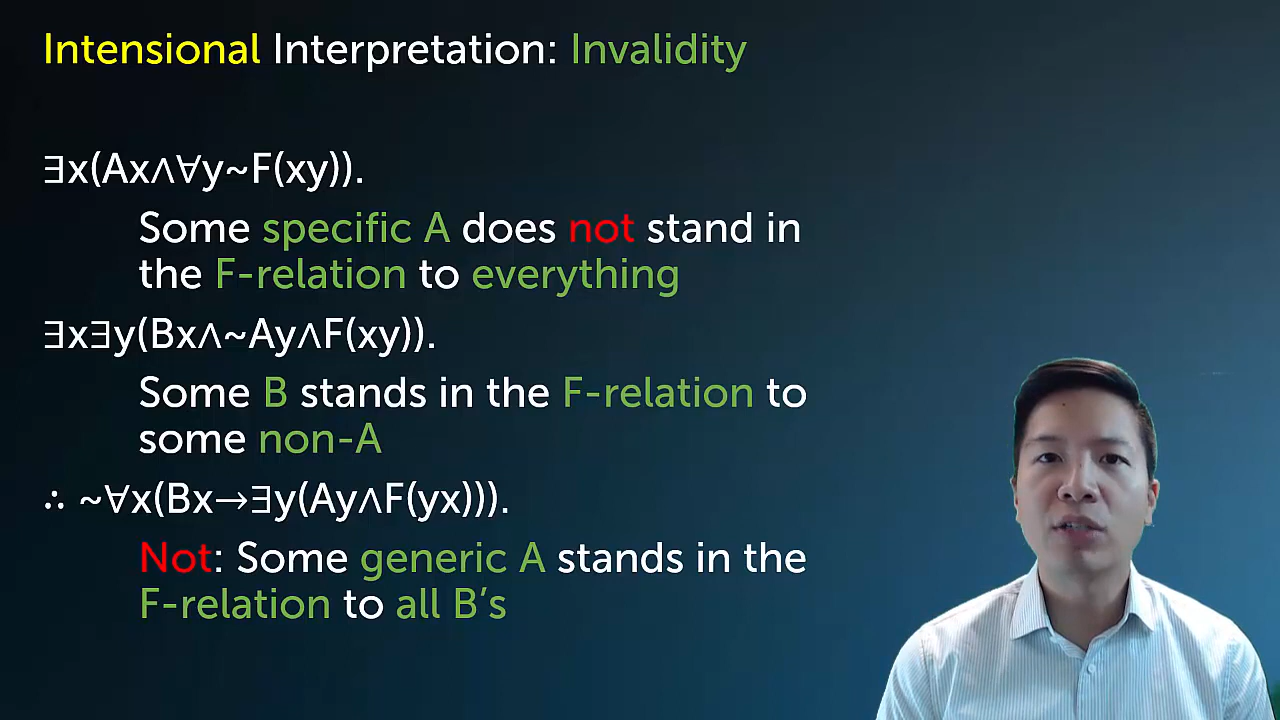 Intensional Interpretation: Invalidity
∃x(Ax∧∀y~F(xy)).
Some specific A does not stand in
the F-relation to everything
∃x∃y(Bx∧~Ay∧F(xy)).
Some B stands in the F-relation to
some non-A
∴ ~∀x(Bx→∃y(Ay∧F(yx))).
Not: Some generic A stands in the
F-relation to all B’s